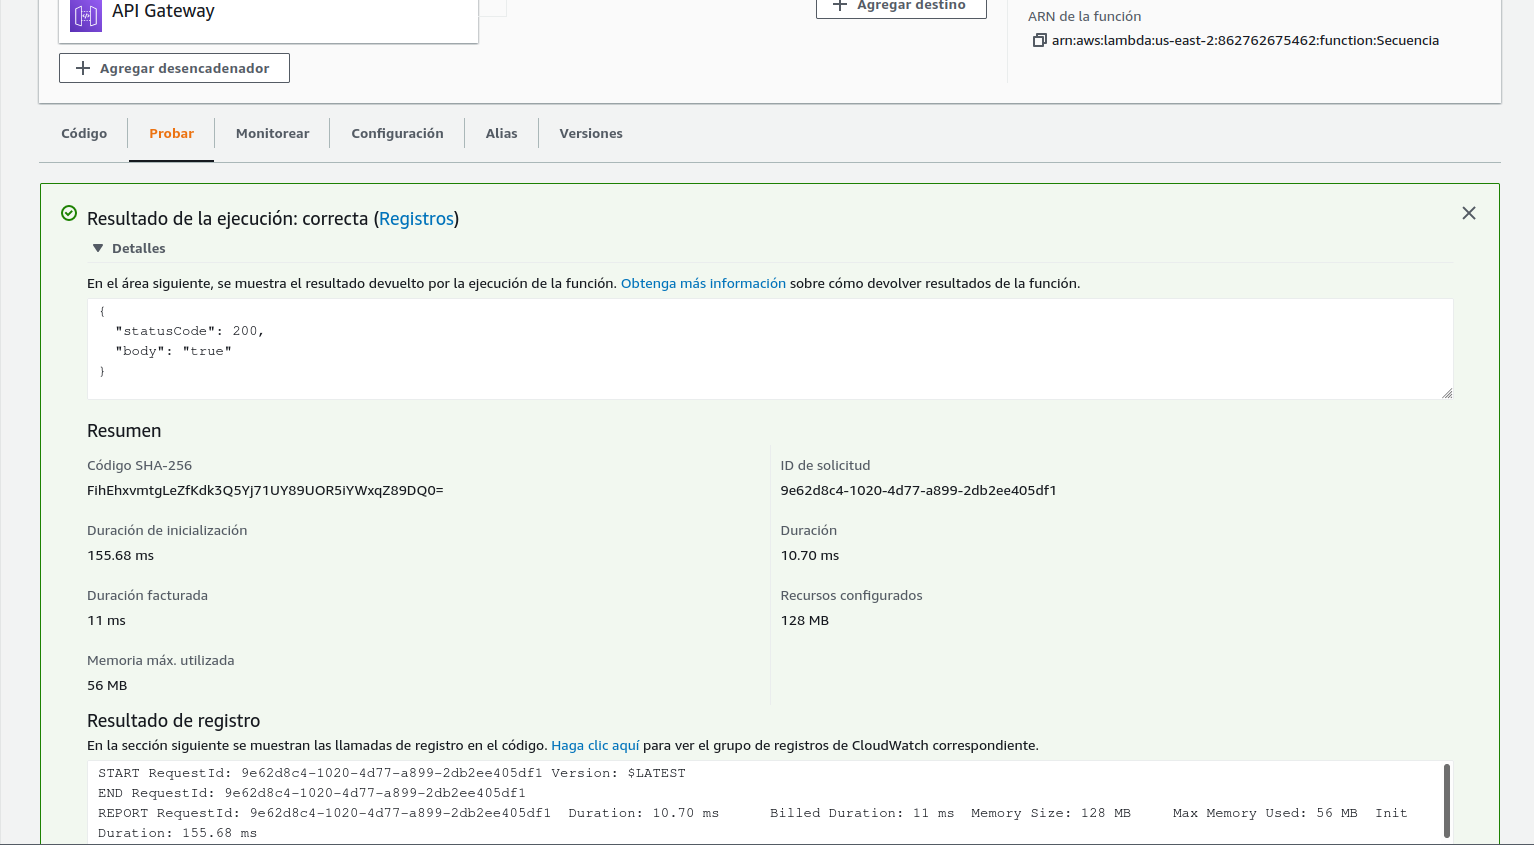 API Gateway
Agregar destino
ARN de la función
arn:aws:lambda:us-east-2:862762675462:function:Secuencia
Agregar desencadenador
Código Probar Monitorear Configuración Alias Versiones
Resultado de la ejecución: correcta (Registros)
Detalles
En el área siguiente, se muestra el resultado devuelto por la ejecución de la función. Obtenga más información sobre cómo devolver resultados de la función.
{
"statusCode": 200,
"body": "true"
}
Resumen
Código SHA-256
FihEhxvmtgLeZfKdk3Q5Yj71UY89UOR5iYWxqZ89DQ0=
ID de solicitud
9e62d8c4-1020-4d77-a899-2db2ee405df1
Duración de inicialización
155.68 ms
Duración
10.70 ms
Duración facturada
11 ms
Recursos configurados
128 MB
Memoria máx. utilizada
56 MB
Resultado de registro
En la sección siguiente se muestran las llamadas de registro en el código. Haga clic aquí para ver el grupo de registros de CloudWatch correspondiente.
START RequestId: 9e62d8c4-1020-4d77-a899-2db2ee405df1 Version: $LATEST
END RequestId: 9e62d8c4-1020-4d77-a899-2db2ee405df1
REPORT RequestId: 9e62d8c4-1020-4d77-a899-2db2ee405df1 Duration: 10.70 ms Billed Duration: 11 ms Memory Size: 128 MB Max Memory Used: 56 MB Init
Duration: 155.68 ms